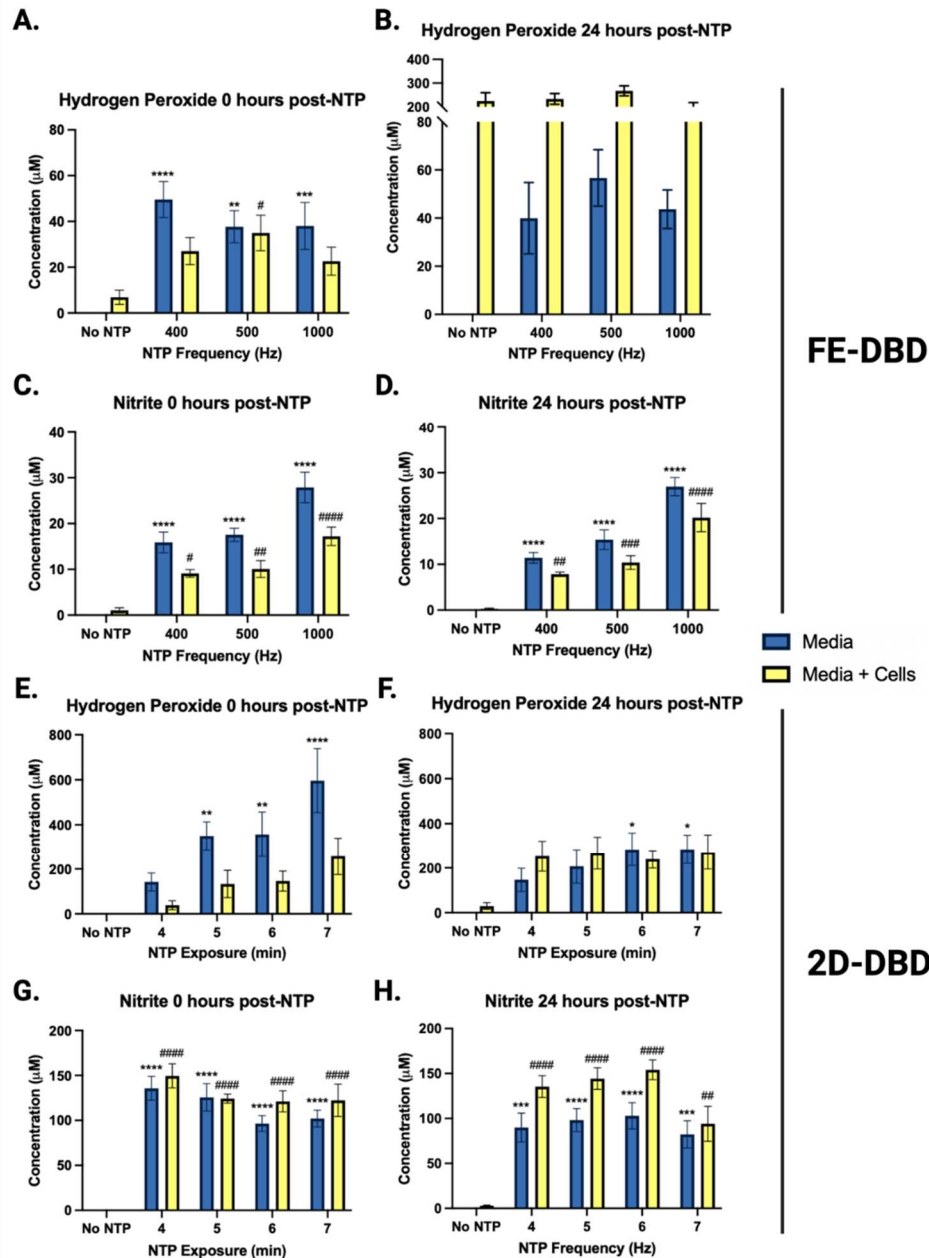 A.
Hydrogen Peroxide 0 hours post-NTP
Concentration (µM)
80
60
40
20
0
****
**
#
***
No NTP 400 500 1000
NTP Frequency (Hz)
B.
Hydrogen Peroxide 24 hours post-NTP
Concentration (µM)
400
300
200
80
60
40
20
0
No NTP 400 500 1000
NTP Frequency (Hz)
C.
Nitrite 0 hours post-NTP
Concentration (µM)
40
30
20
10
0
****
#
****
##
****
####
No NTP 400 500 1000
NTP Frequency (Hz)
D.
Nitrite 24 hours post-NTP
Concentration (µM)
40
30
20
10
0
****
##
****
###
****
####
No NTP 400 500 1000
NTP Frequency (Hz)
FE-DBD
Media
Media + Cells
E.
Hydrogen Peroxide 0 hours post-NTP
Concentration (µM)
800
600
400
200
0
**
**
****
No NTP 4 5 6 7
NTP Exposure (min)
F.
Hydrogen Peroxide 24 hours post-NTP
Concentration (µM)
800
600
400
200
0
*
*
No NTP 4 5 6 7
NTP Exposure (min)
G.
Nitrite 0 hours post-NTP
Concentration (µM)
200
150
100
50
0
****
####
****
####
****
####
****
####
No NTP 4 5 6 7
NTP Exposure (min)
H.
Nitrite 24 hours post-NTP
Concentration (µM)
200
150
100
50
0
***
####
****
####
****
####
***
##
No NTP 4 5 6 7
NTP Frequency (Hz)
2D-DBD